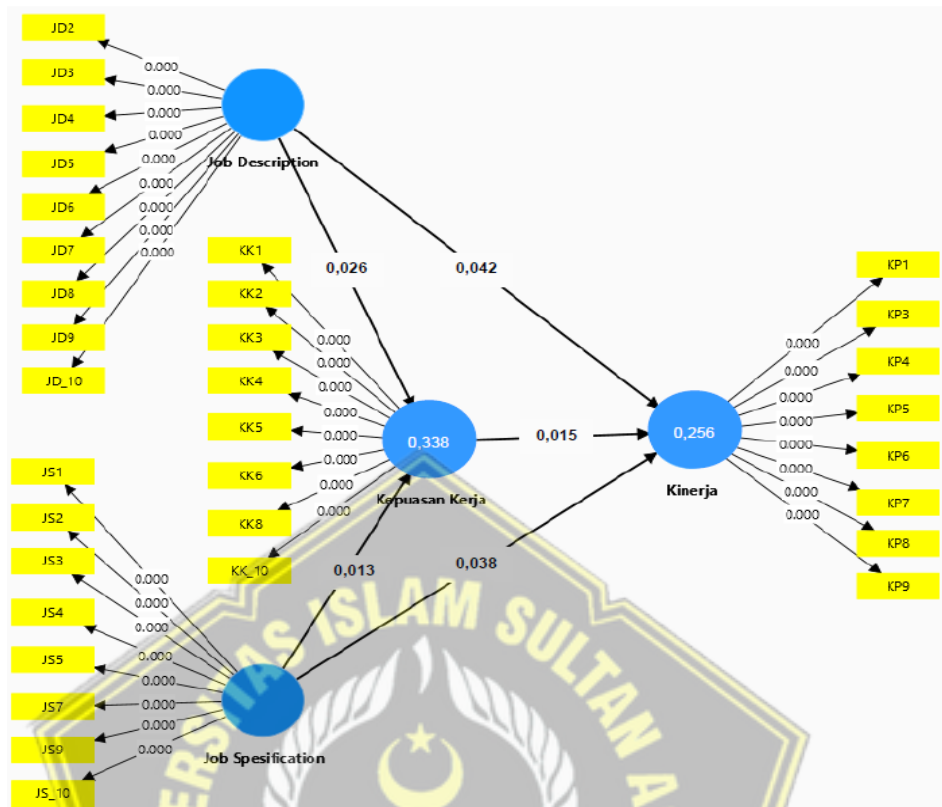 JD2
JD3
JD4
JD5
JD6
JD7
JD8
JD9
JD_10
0.000
0.000
0.000
0.000
0.000
0.000
0.000
0.000
0.000
Job Description
0,026
0,042
KK1
KK2
KK3
KK4
KK5
KK6
KK8
KK_10
0.000
0.000
0.000
0.000
0.000
0.000
0.000
0.000
0,338
Kepuasan Kerja
0,015
0,256
Kinerja
KP1
KP3
KP4
KP5
KP6
KP7
KP8
KP9
0.000
0.000
0.000
0.000
0.000
0.000
0.000
0.000
0,013
0,038
JS1
JS2
JS3
JS4
JS5
JS7
JS9
JS_10
0.000
0.000
0.000
0.000
0.000
0.000
0.000
0.000
Job Spesification
ERSITAS ISLAM SULTAN A